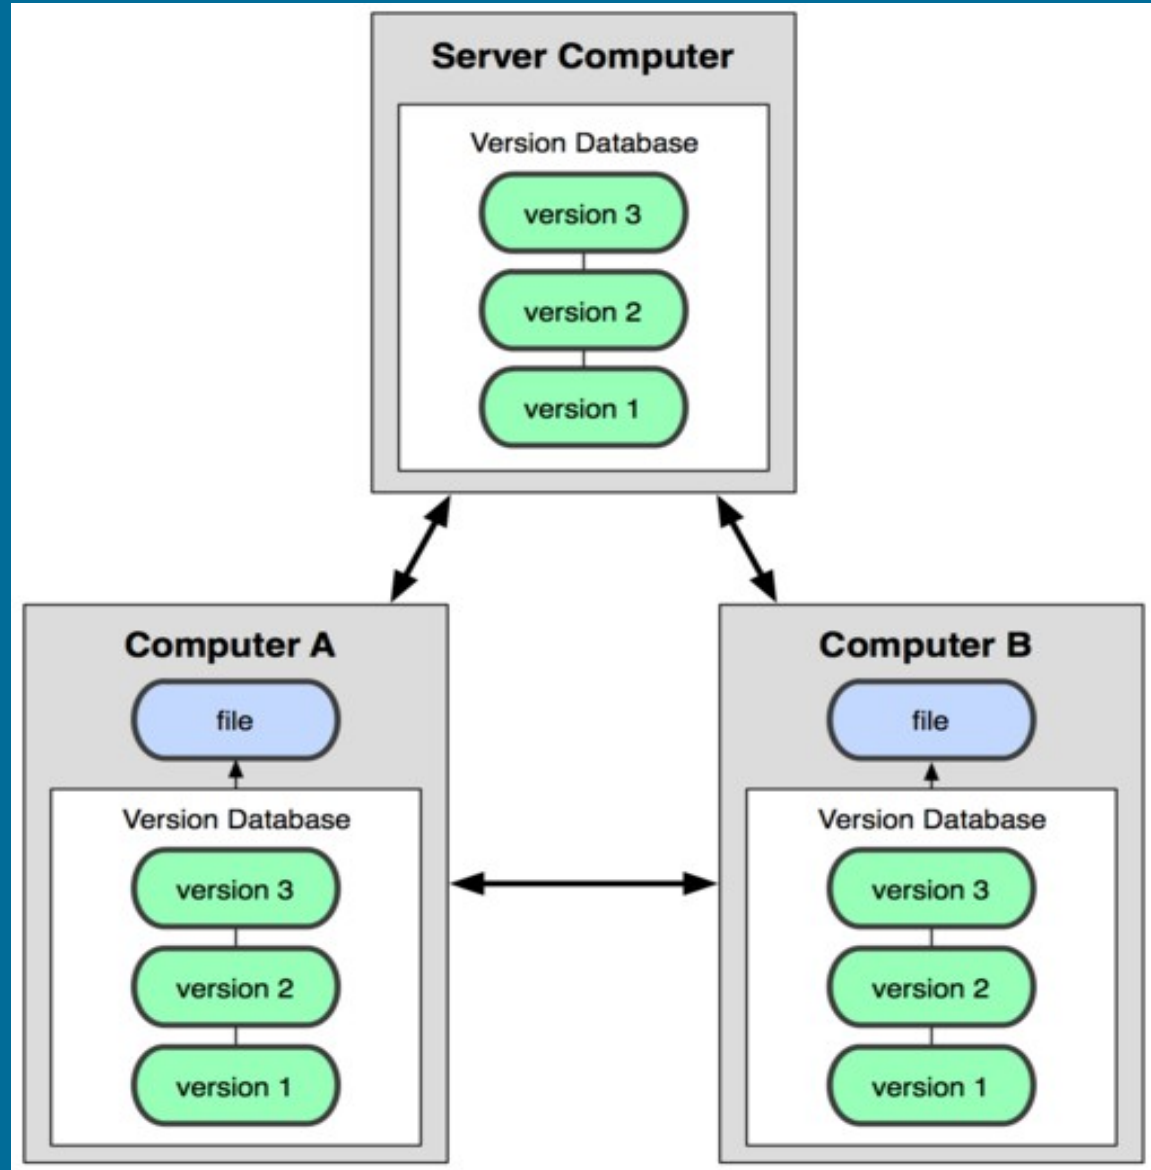 Server Computer
Version Database
version 3
version 2
version 1
Computer A
file
Version Database
version 3
version 2
version 1
Computer B
file
Version Database
version 3
version 2
version 1